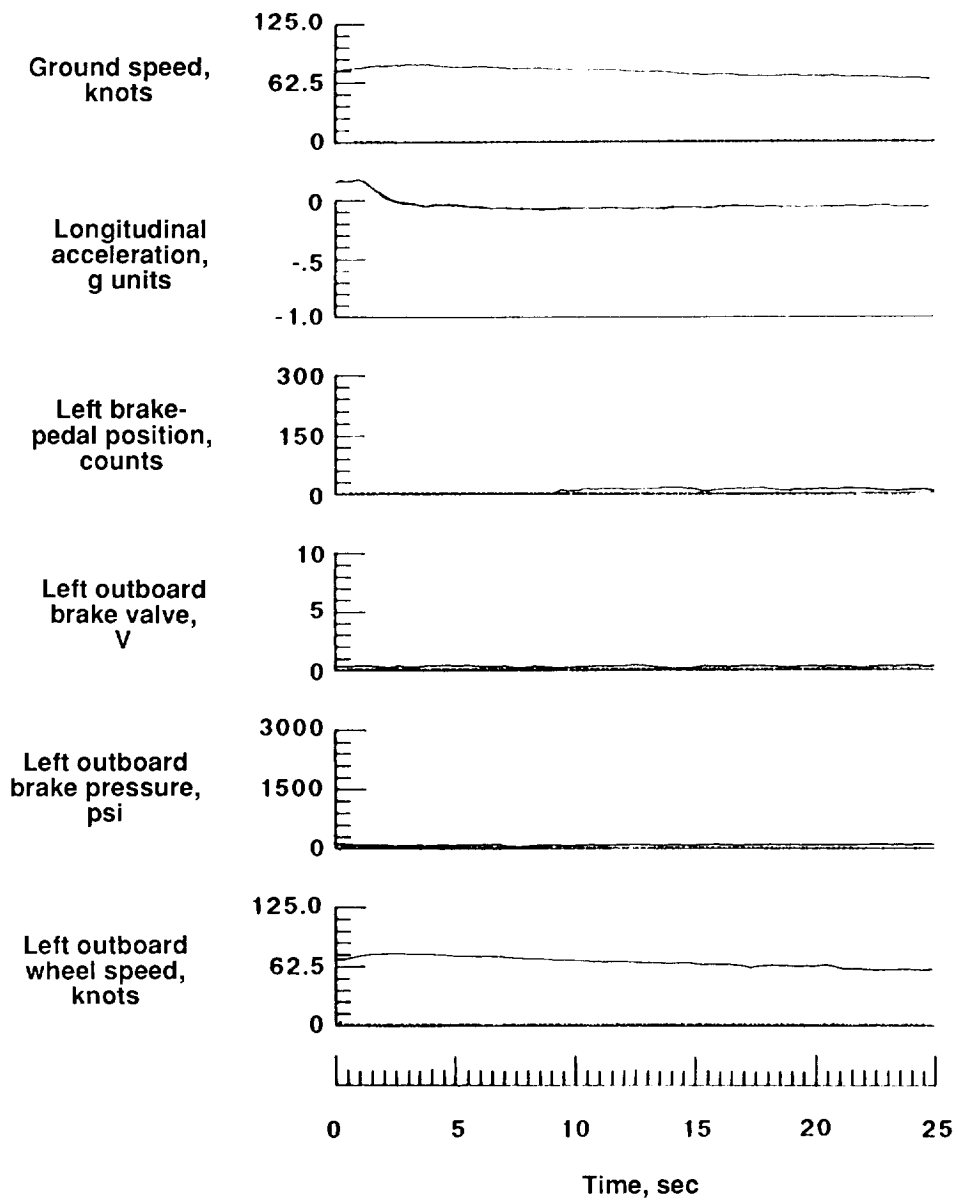 Ground speed,
knots
125.0
62.5
0
Longitudinal
acceleration,
g units
0
-.5
-1.0
Left brake-
pedal position,
counts
300
150
0
Left outboard
brake valve,
V
10
5
0
Left outboard
brake pressure,
psi
3000
1500
0
Left outboard
wheel speed,
knots
125.0
62.5
0
0 5 10 15 20 25
Time, sec